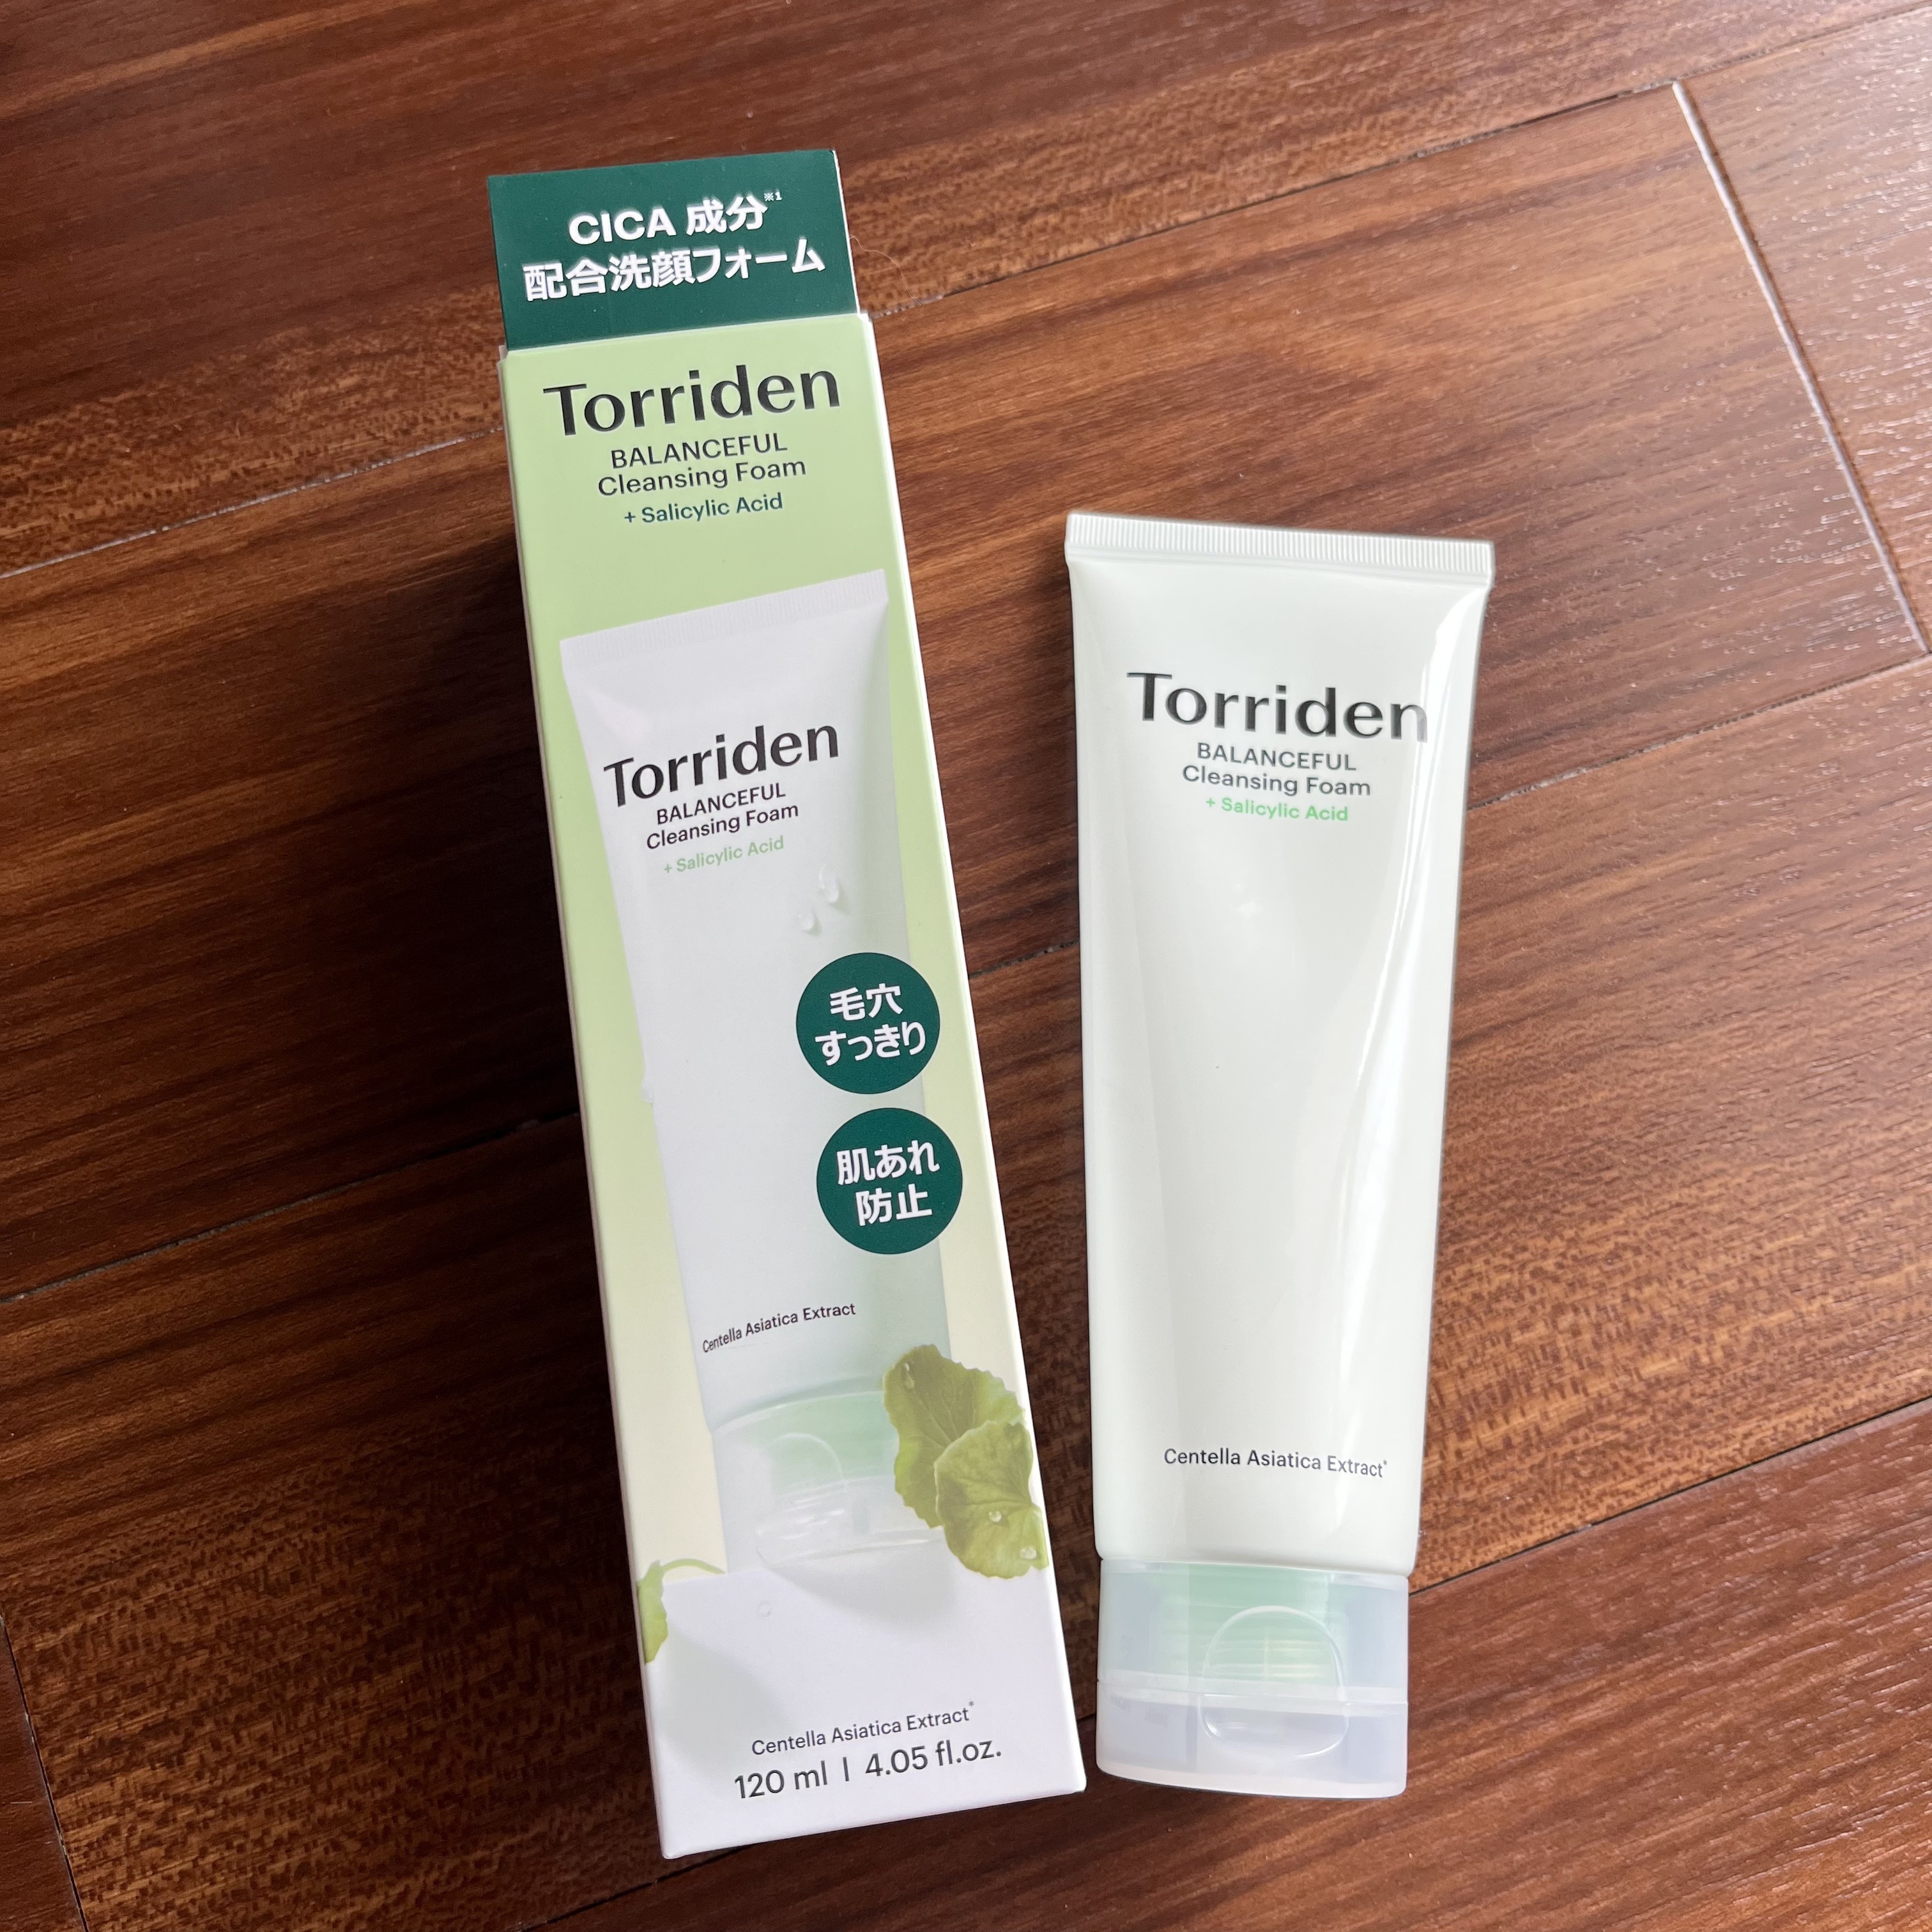 CICA 成分※1
配合洗顔フォーム
Torriden
BALANCEFUL
Cleansing Foam
+ Salicylic Acid
Torriden
BALANCEFUL
Cleansing Foam
+ Salicylic Acid
毛穴
すっきり
肌あれ
防止
Centella Asiatica Extract
Centella Asiatica Extract*
120 ml | 4.05 fl.oz.
Torriden
BALANCEFUL
Cleansing Foam
+ Salicylic Acid
Centella Asiatica Extract*